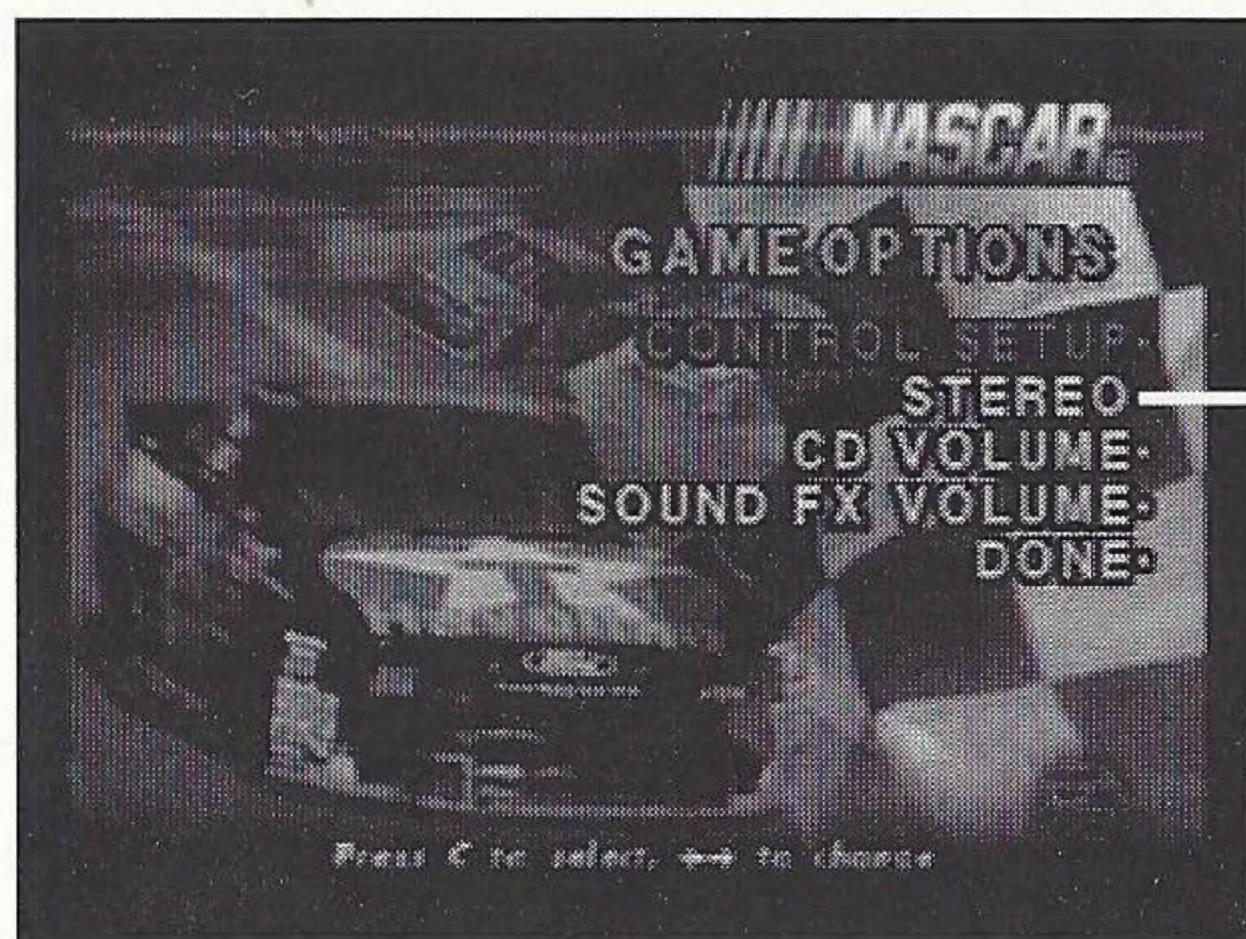 NASCAR
GAME OPTIONS
CONTROL SETUP
STEREO
CD VOLUME
SOUND FX VOLUME
DONE
Press C to select, ↔ to change